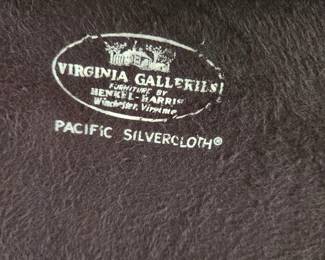 VIRGINIA GALLERIES
FURNITURE BY
HENKEL-HARRIS
Winchester, Virginia
PACIFIC SILVERCLOTH®